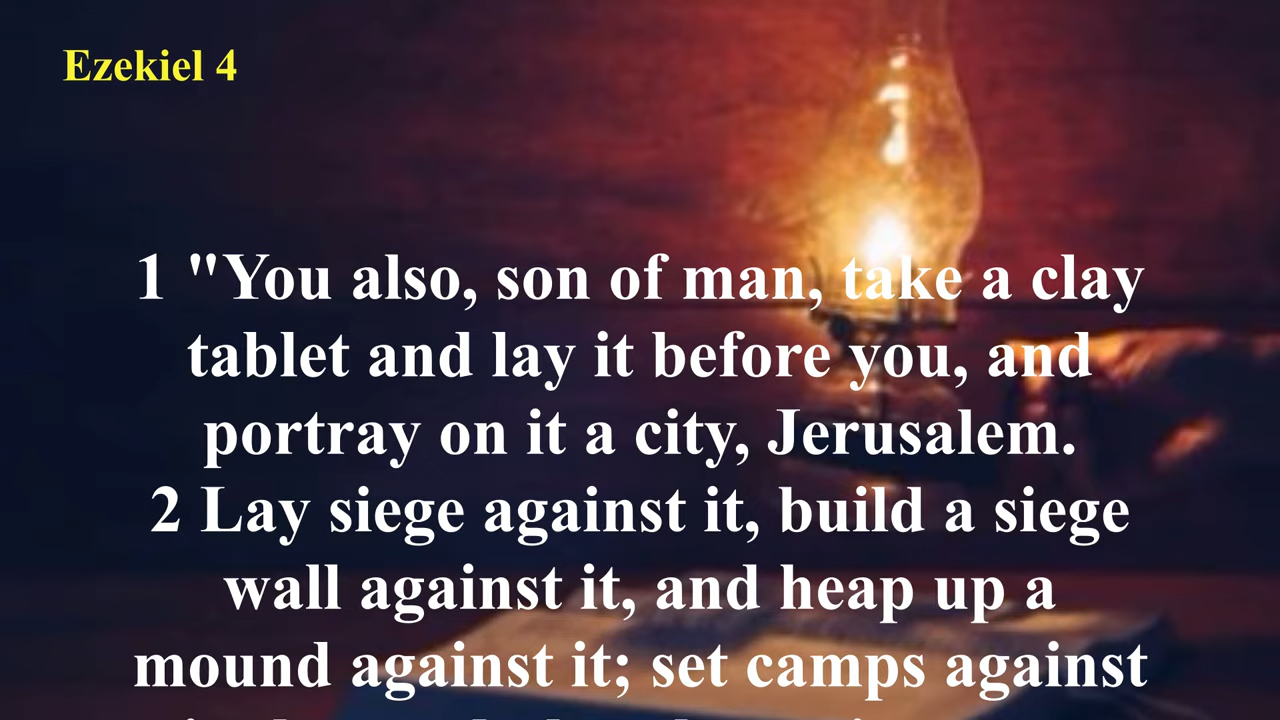 Ezekiel 4
1 "You also, son of man, take a clay
tablet and lay it before you, and
portray on it a city, Jerusalem.
2 Lay siege against it, build a siege
wall against it, and heap up a
mound against it; set camps against